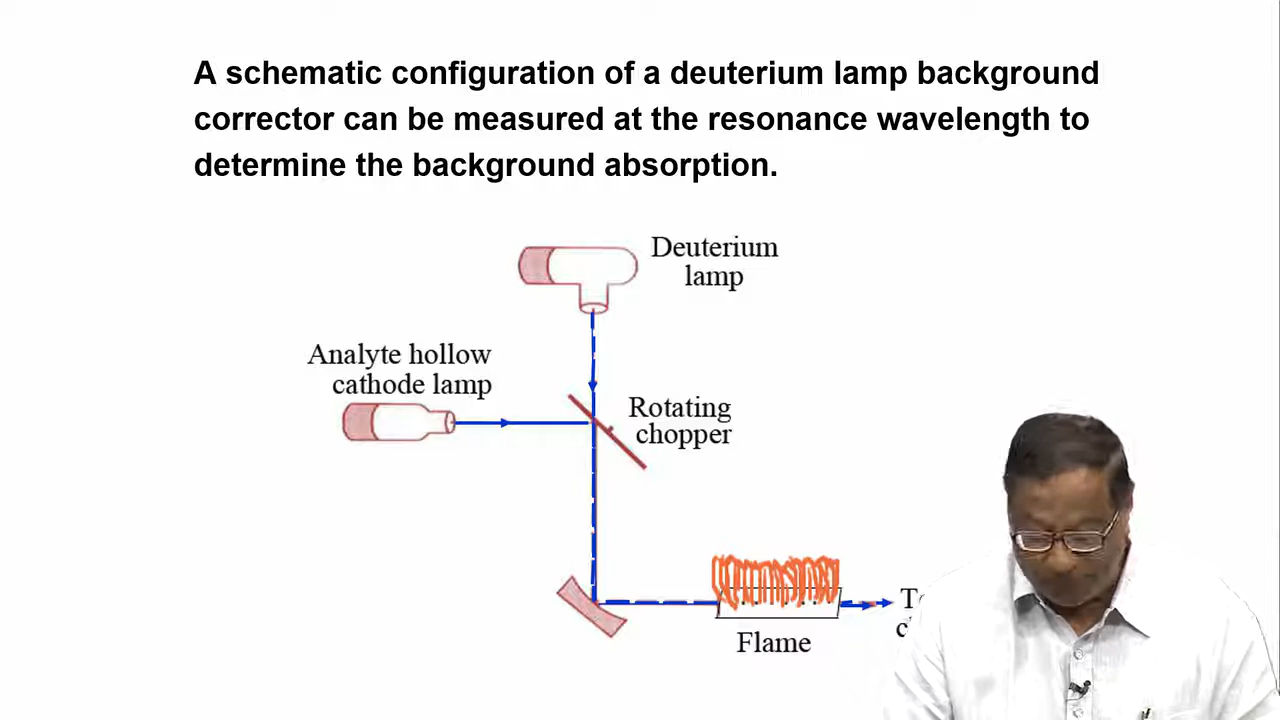 A schematic configuration of a deuterium lamp background
corrector can be measured at the resonance wavelength to
determine the background absorption.
Deuterium
lamp
Analyte hollow
cathode lamp
Rotating
chopper
Flame